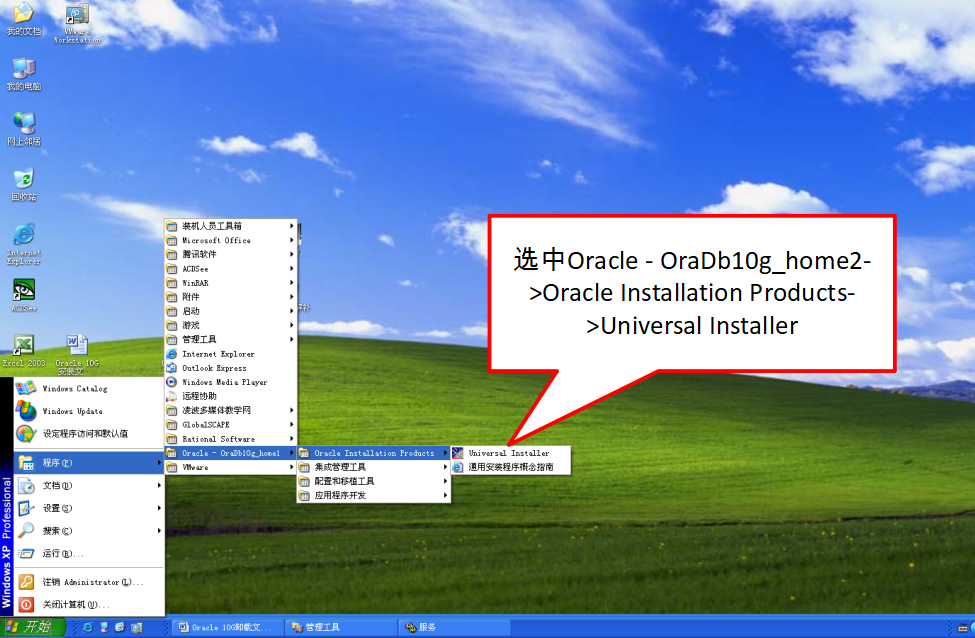 我的文档
VMware Workstation
我的电脑
网上邻居
回收站
Internet Explorer
ACDSee
Excel 2003
Oracle 10G
安装文
选中Oracle - OraDb10g_home2-
>Oracle Installation Products-
>Universal Installer
装机人员工具箱
Microsoft Office
腾讯软件
ACDSee
WinRAR
附件
启动
游戏
管理工具
Internet Explorer
Outlook Express
Windows Media Player
远程协助
凌波多媒体教学网
GlobalSCAPE
Rational Software
Oracle - OraDb10g_home1
VMware
Oracle Installation Products
集成管理工具
配置和移植工具
应用程序开发
Universal Installer
通用安装程序概念指南
Windows Catalog
Windows Update
设定程序访问和默认值
程序(P)
文档(D)
设置(S)
搜索(C)
运行(R)...
注销 Administrator(L)...
关闭计算机(U)...
Windows XP Professional
开始
Oracle 10G卸载文...
管理工具
服务